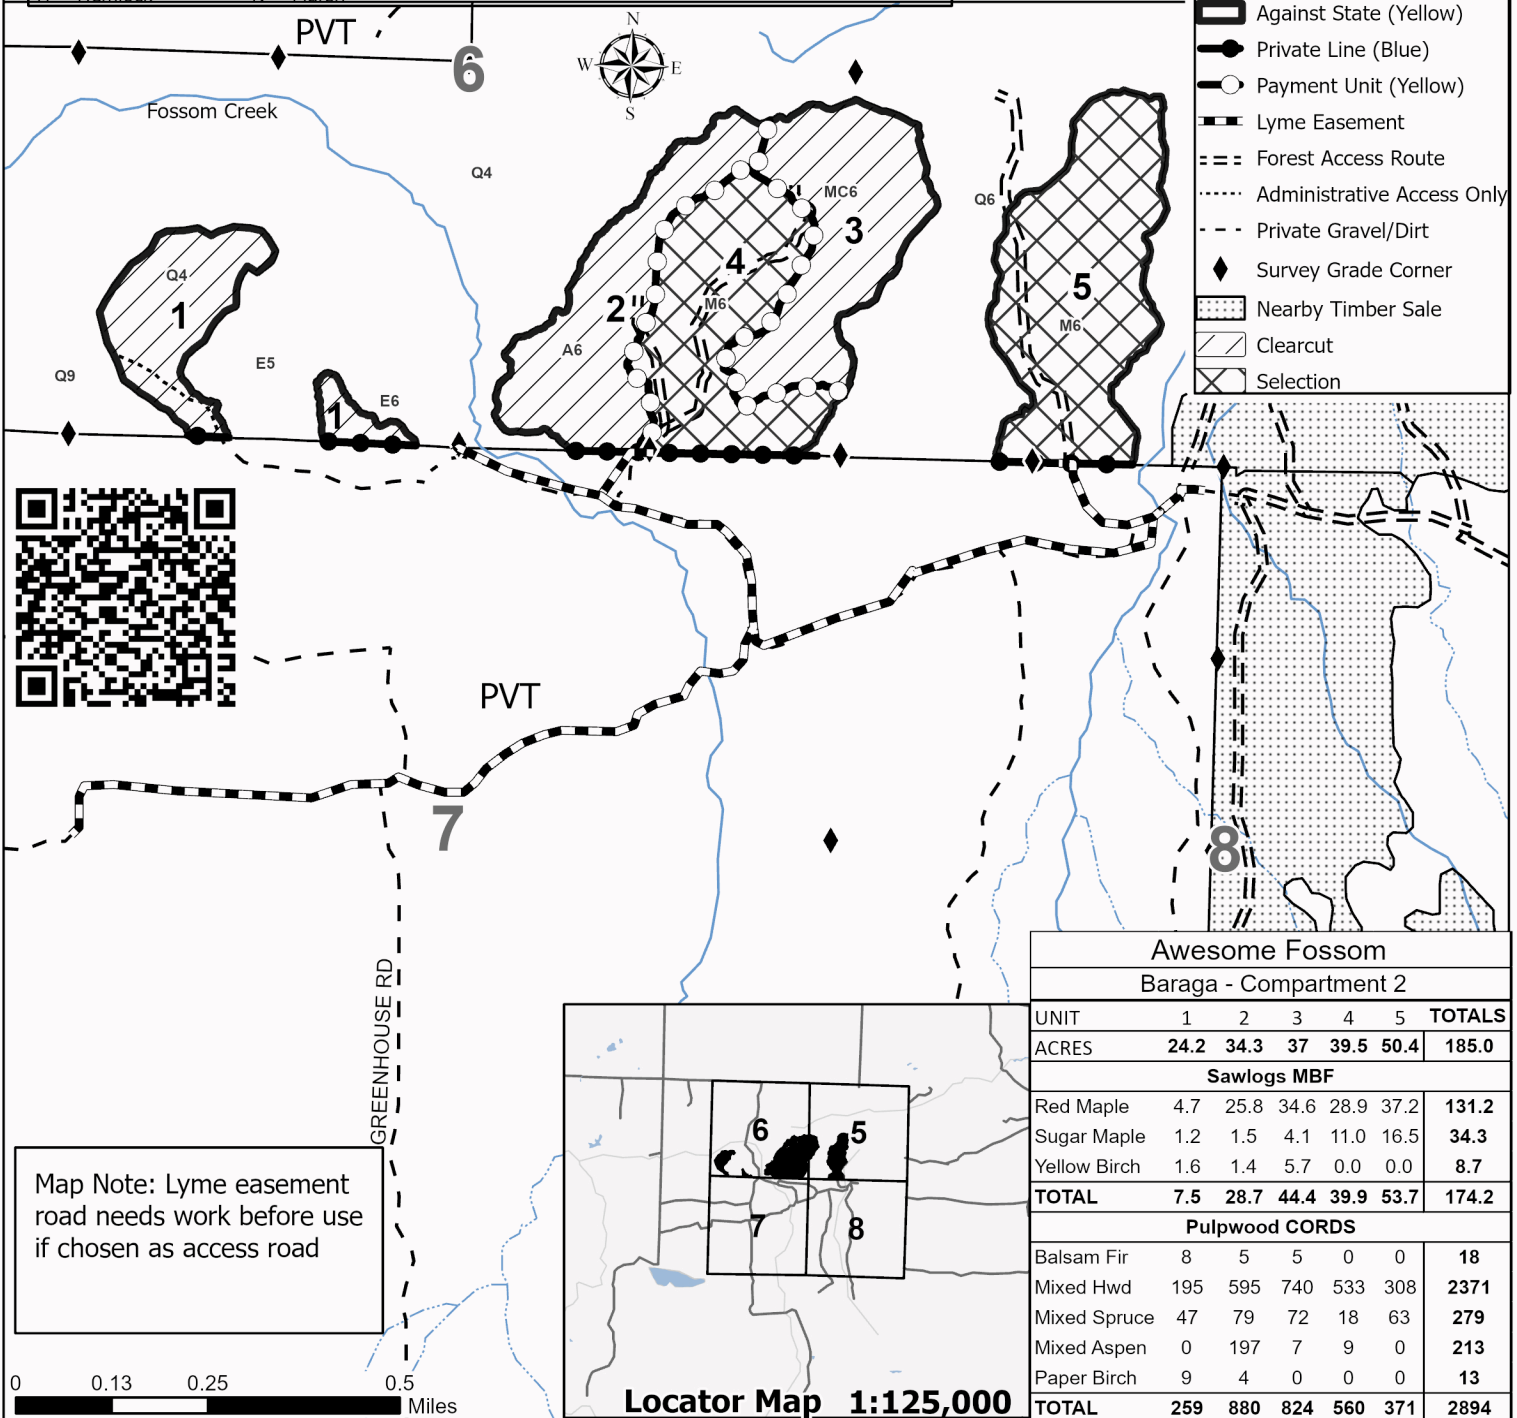 PVT
6
N
W E
S
Fossom Creek
Q4
Q4
1
Q9
E5
E6
1
2"
A6
4
M6
MC6
3
Q6
5
M6
Against State (Yellow)
Private Line (Blue)
Payment Unit (Yellow)
Lyme Easement
Forest Access Route
Administrative Access Only
Private Gravel/Dirt
Survey Grade Corner
Nearby Timber Sale
Clearcut
Selection
PVT
7
8
GREENHOUSE RD
Map Note: Lyme easement
road needs work before use
if chosen as access road
0 0.13 0.25 0.5
Miles
6 5
7 8
Locator Map 1:125,000
Awesome Fossom
Baraga - Compartment 2
UNIT 1 2 3 4 5 TOTALS
ACRES 24.2 34.3 37 39.5 50.4 185.0
Sawlogs MBF
Red Maple 4.7 25.8 34.6 28.9 37.2 131.2
Sugar Maple 1.2 1.5 4.1 11.0 16.5 34.3
Yellow Birch 1.6 1.4 5.7 0.0 0.0 8.7
TOTAL 7.5 28.7 44.4 39.9 53.7 174.2
Pulpwood CORDS
Balsam Fir 8 5 5 0 0 18
Mixed Hwd 195 595 740 533 308 2371
Mixed Spruce 47 79 72 18 63 279
Mixed Aspen 0 197 7 9 0 213
Paper Birch 9 4 0 0 0 13
TOTAL 259 880 824 560 371 2894